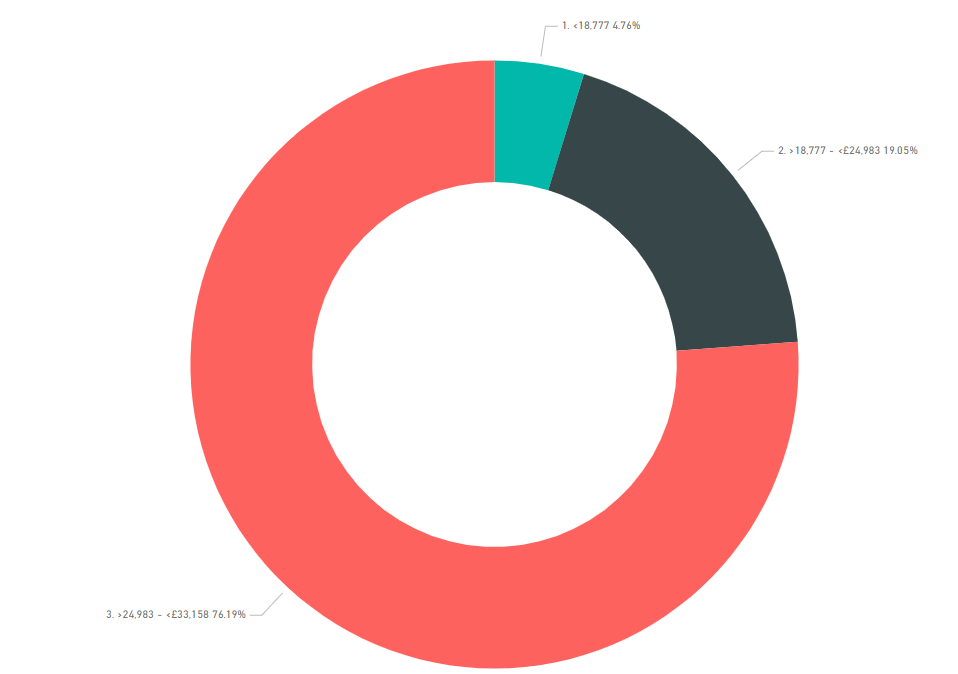 1. <18,777 4.76%
2. >18,777 - <£24,983 19.05%
3. >24,983 - <£33,158 76.19%